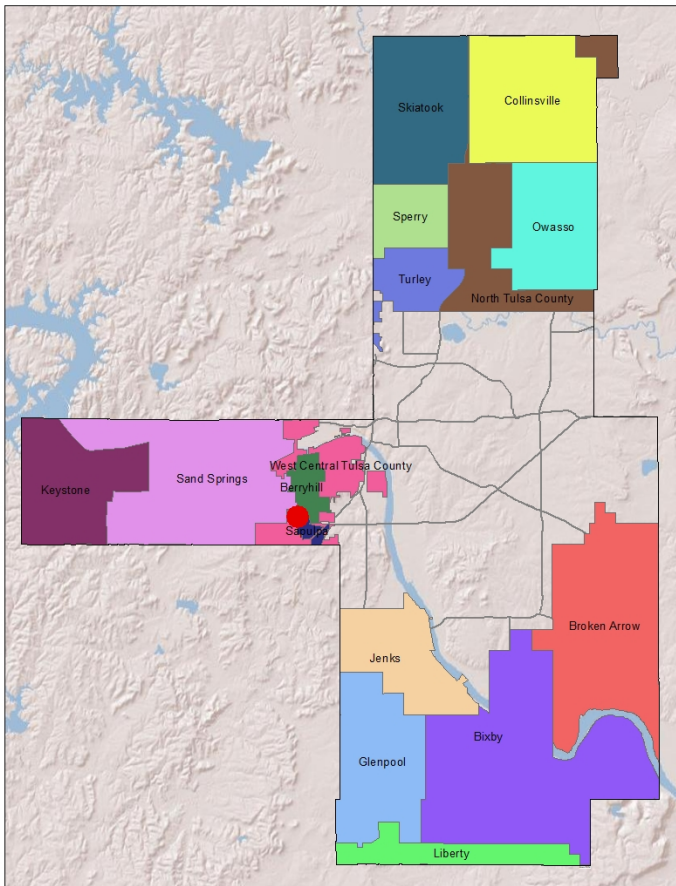 Skiatook
Collinsville
Sperry
Owasso
Turley
North Tulsa County
West Central Tulsa County
Sand Springs
Berryhill
Keystone
Sapulpa
Broken Arrow
Jenks
Bixby
Glenpool
Liberty